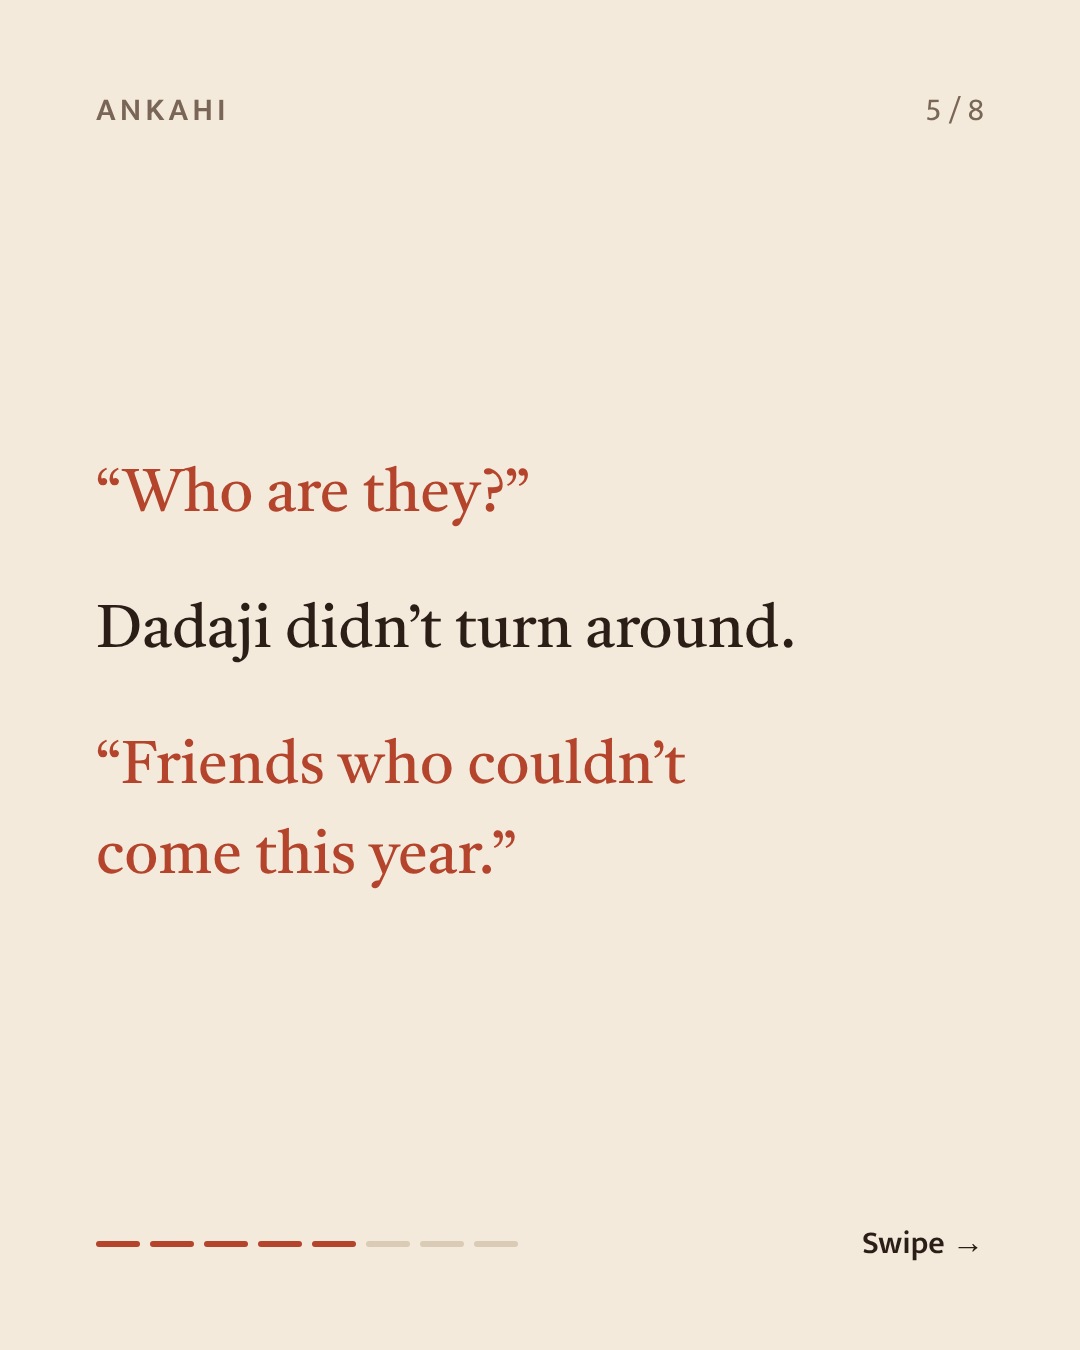 ANKAHI
5 / 8
“Who are they?”
Dadaji didn’t turn around.
“Friends who couldn’t
come this year.”
Swipe →